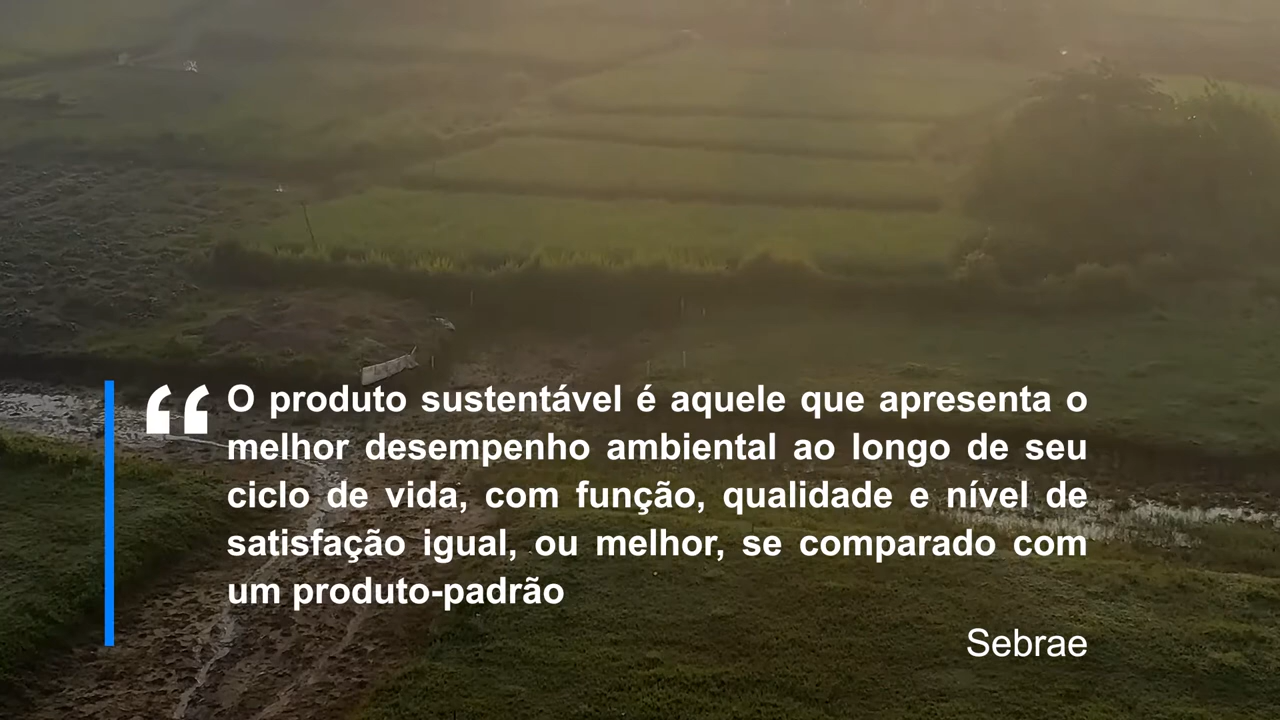 “ O produto sustentável é aquele que apresenta o
melhor desempenho ambiental ao longo de seu
ciclo de vida, com função, qualidade e nível de
satisfação igual, ou melhor, se comparado com
um produto-padrão
Sebrae